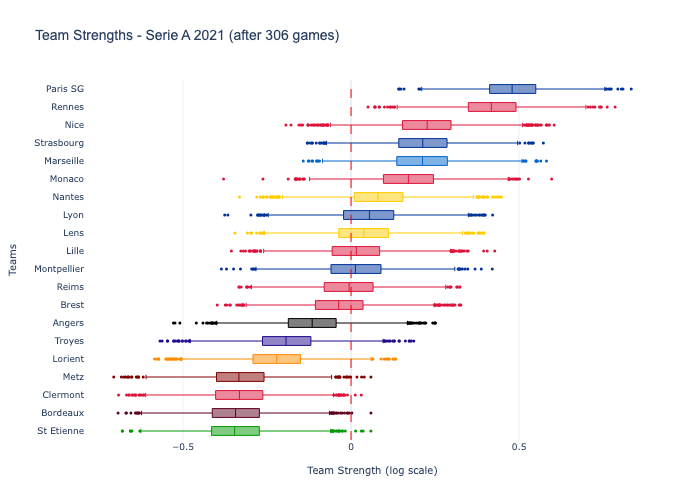 Team Strengths - Serie A 2021 (after 306 games)
Paris SG
Rennes
Nice
Strasbourg
Marseille
Monaco
Nantes
Lyon
Lens
Lille
Montpellier
Reims
Brest
Angers
Troyes
Lorient
Metz
Clermont
Bordeaux
St Etienne
Teams
−0.5
0
0.5
Team Strength (log scale)